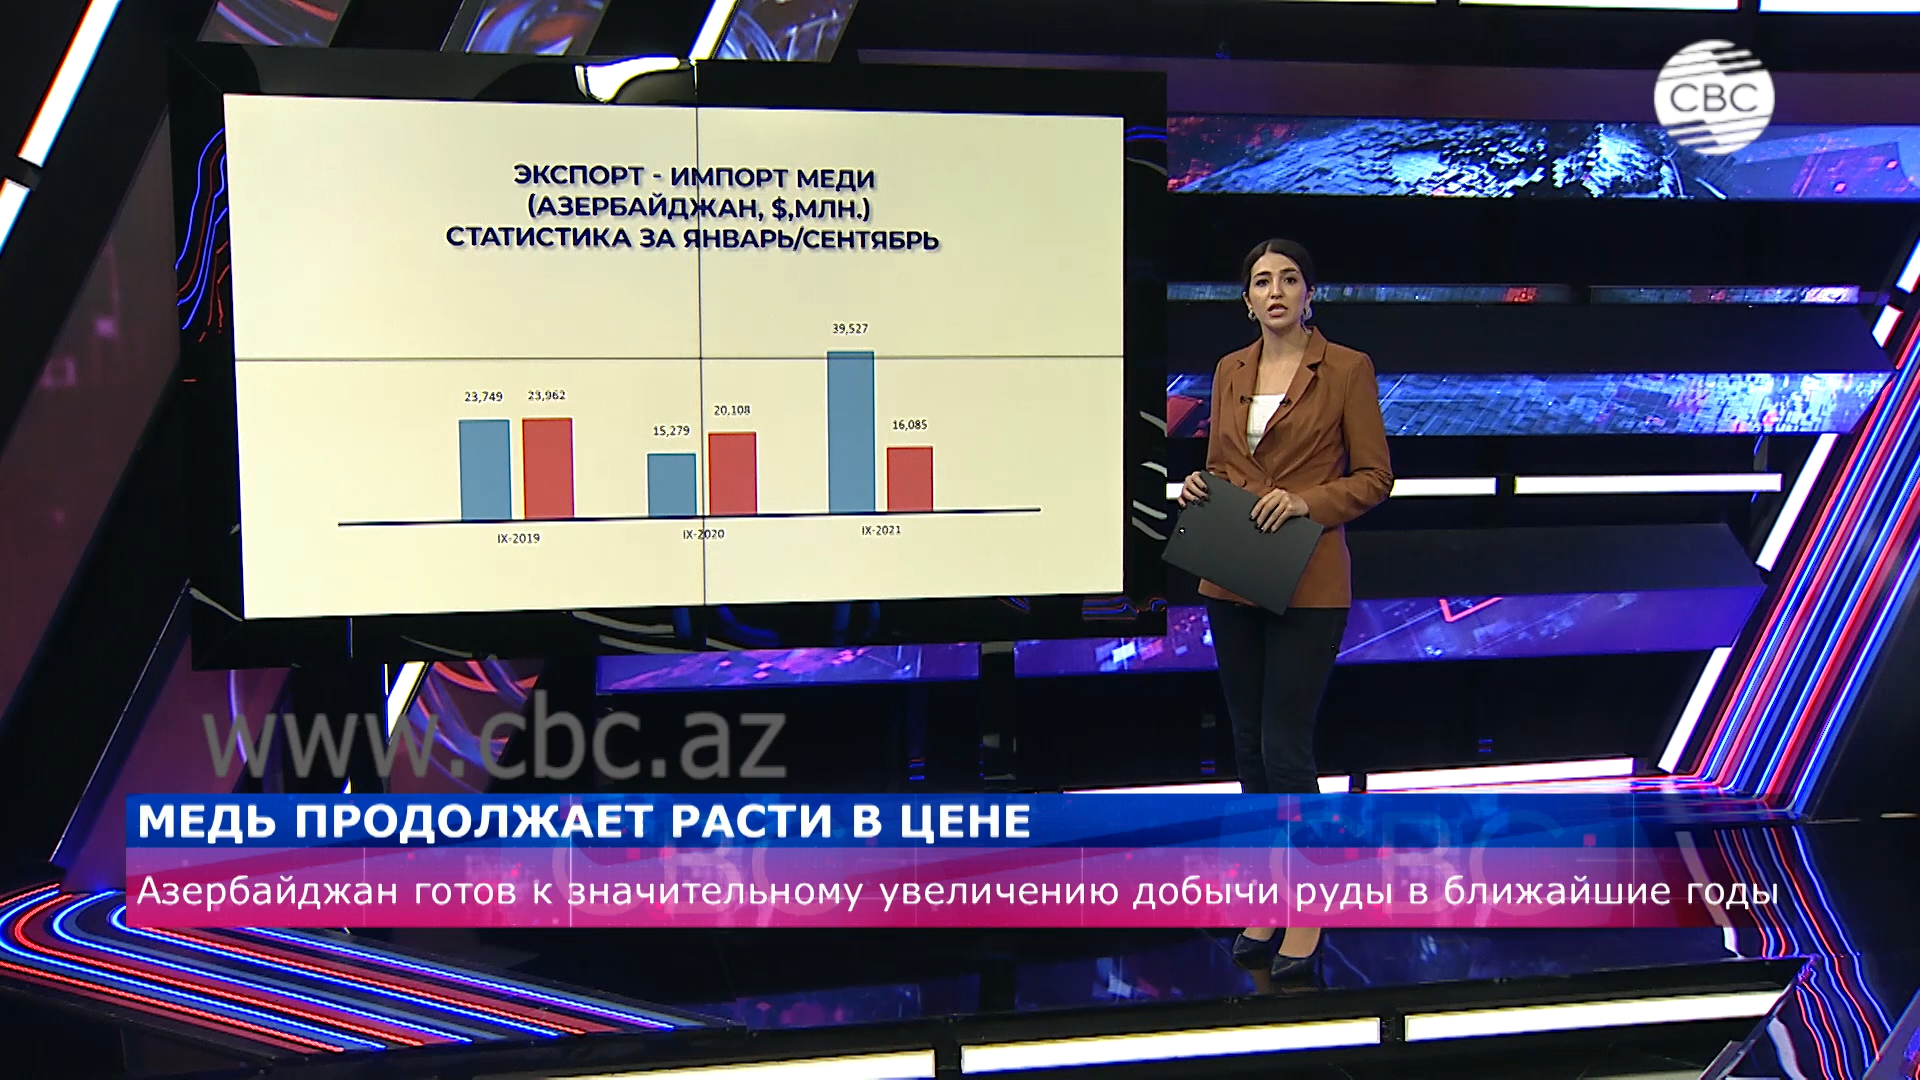 CBC
ЭКСПОРТ - ИМПОРТ МЕДИ
(АЗЕРБАЙДЖАН, $,МЛН.)
СТАТИСТИКА ЗА ЯНВАРЬ/СЕНТЯБРЬ
39,527
23,749 23,962
20,108
15,279
16,085
IX-2019 IX-2020 IX-2021
www.cbc.az
МЕДЬ ПРОДОЛЖАЕТ РАСТИ В ЦЕНЕ
Азербайджан готов к значительному увеличению добычи руды в ближайшие годы